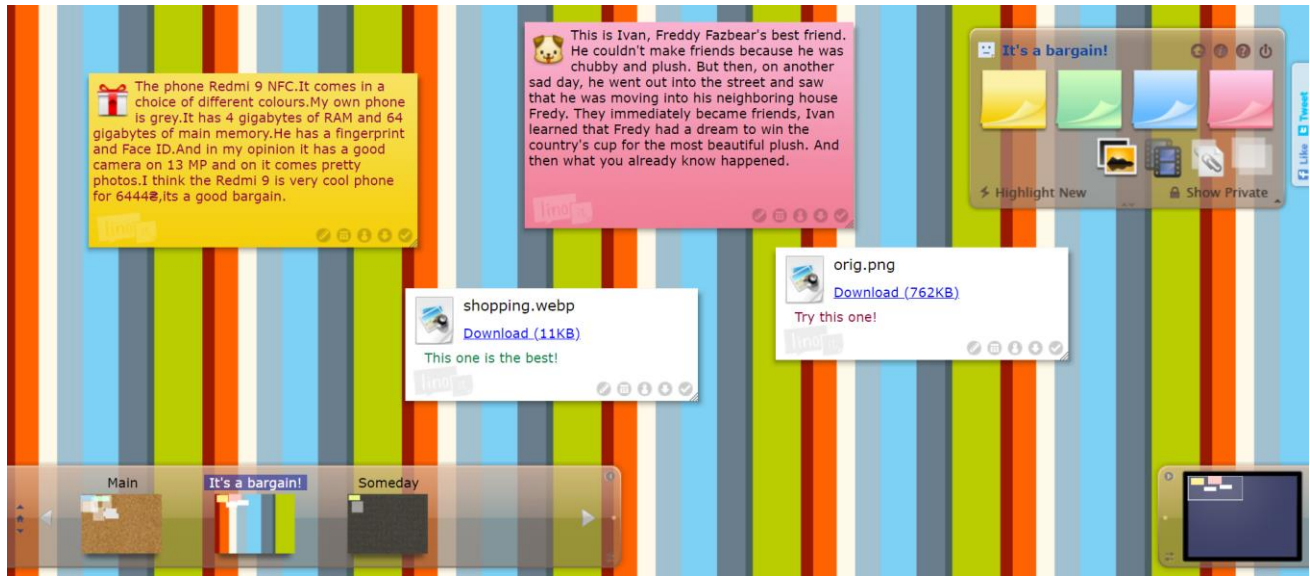 The phone Redmi 9 NFC.It comes in a
choice of different colours.My own phone
is grey.It has 4 gigabytes of RAM and 64
gigabytes of main memory.He has a fingerprint
and Face ID.And in my opinion it has a good
camera on 13 MP and on it comes pretty
photos.I think the Redmi 9 is very cool phone
for 6444₴,its a good bargain.
lino it
This is Ivan, Freddy Fazbear's best friend.
He couldn't make friends because he was
chubby and plush. But then, on another
sad day, he went out into the street and saw
that he was moving into his neighboring house
Fredy. They immediately became friends, Ivan
learned that Fredy had a dream to win the
country's cup for the most beautiful plush. And
then what you already know happened.
lino it
It's a bargain!
Highlight New
Show Private
Like
Tweet
shopping.webp
Download (11KB)
This one is the best!
lino it
orig.png
Download (762KB)
Try this one!
lino it
Main
It's a bargain!
Someday